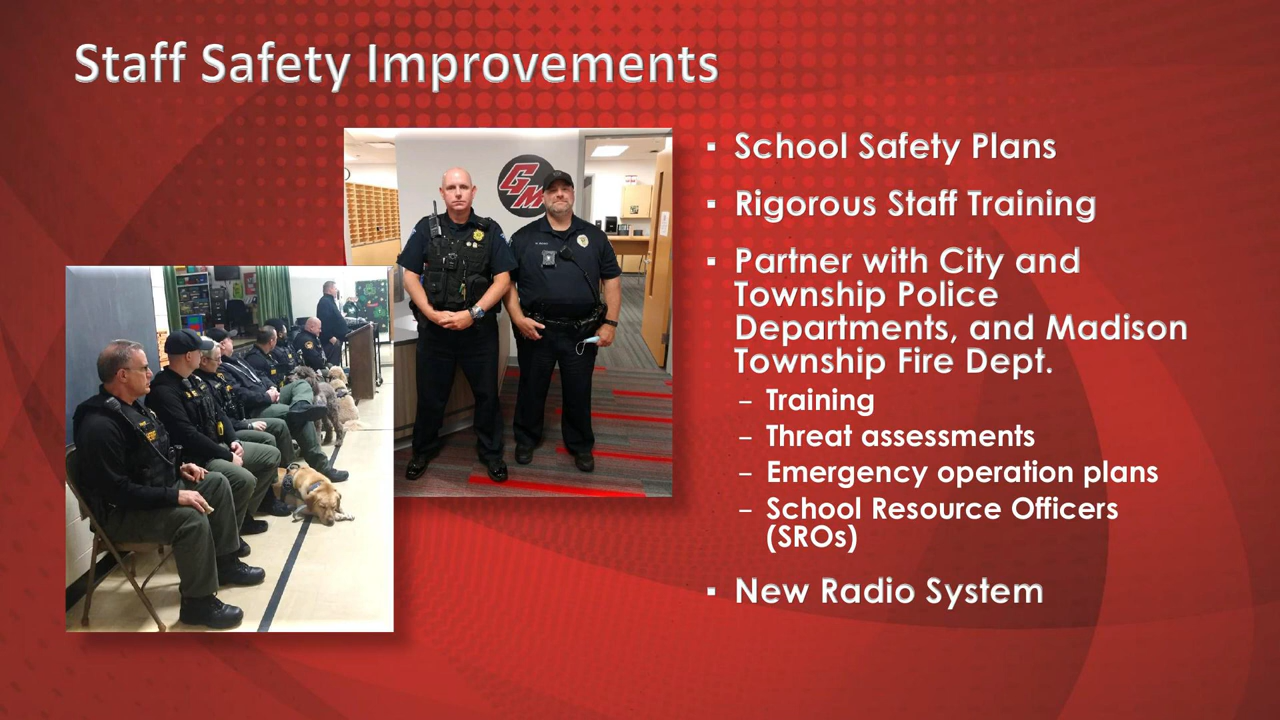 Staff Safety Improvements
GM
▪ School Safety Plans
▪ Rigorous Staff Training
▪ Partner with City and
Township Police
Departments, and Madison
Township Fire Dept.
– Training
– Threat assessments
– Emergency operation plans
– School Resource Officers
(SROs)
▪ New Radio System